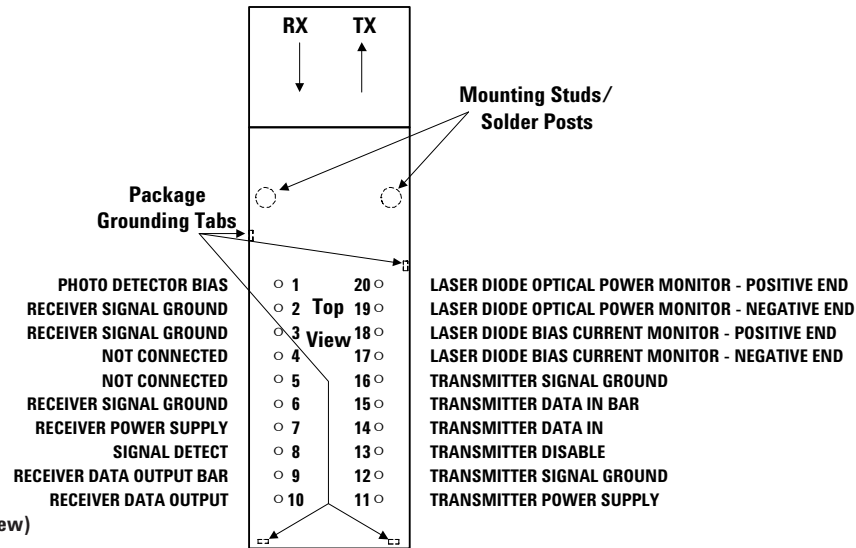 RX TX
Mounting Studs/
Solder Posts
Package
Grounding Tabs
PHOTO DETECTOR BIAS 1 20 LASER DIODE OPTICAL POWER MONITOR - POSITIVE END
RECEIVER SIGNAL GROUND 2 Top 19 LASER DIODE OPTICAL POWER MONITOR - NEGATIVE END
RECEIVER SIGNAL GROUND 3 View 18 LASER DIODE BIAS CURRENT MONITOR - POSITIVE END
NOT CONNECTED 4 17 LASER DIODE BIAS CURRENT MONITOR - NEGATIVE END
NOT CONNECTED 5 16 TRANSMITTER SIGNAL GROUND
RECEIVER SIGNAL GROUND 6 15 TRANSMITTER DATA IN BAR
RECEIVER POWER SUPPLY 7 14 TRANSMITTER DATA IN
SIGNAL DETECT 8 13 TRANSMITTER DISABLE
RECEIVER DATA OUTPUT BAR 9 12 TRANSMITTER SIGNAL GROUND
RECEIVER DATA OUTPUT 10 11 TRANSMITTER POWER SUPPLY
ew)